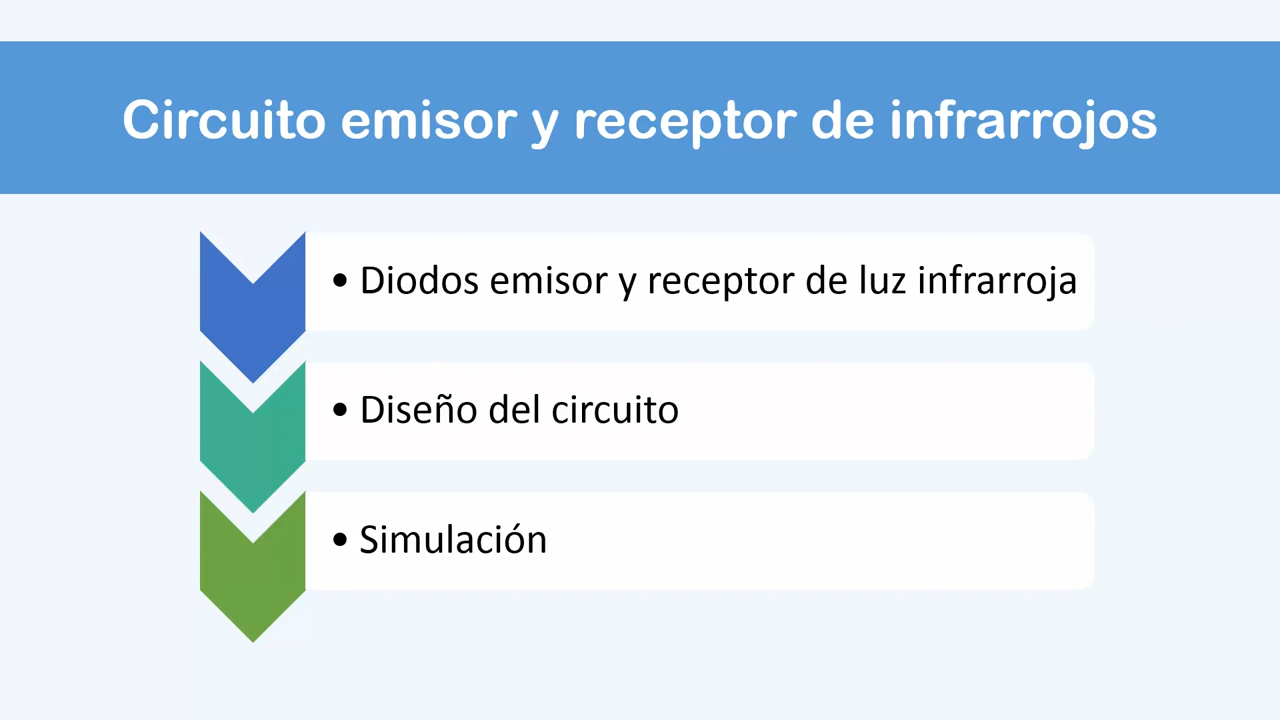 Circuito emisor y receptor de infrarrojos
• Diodos emisor y receptor de luz infrarroja
• Diseño del circuito
• Simulación